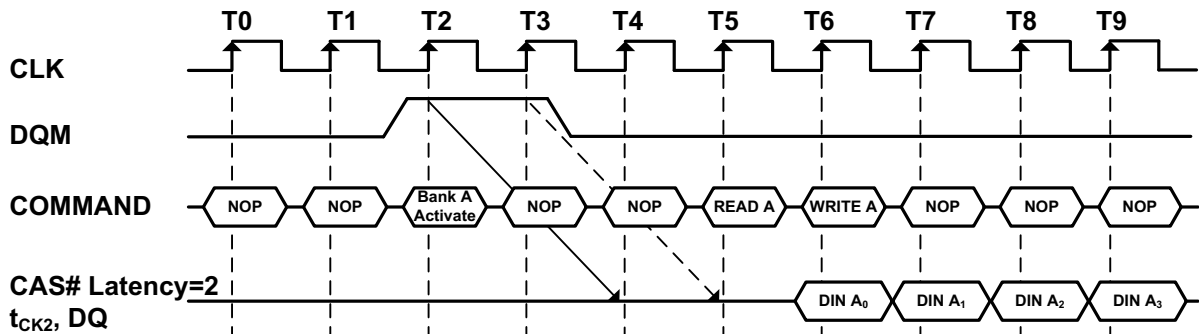 T0 T1 T2 T3 T4 T5 T6 T7 T8 T9
CLK
DQM
COMMAND NOP NOP Bank A Activate NOP NOP READ A WRITE A NOP NOP NOP
CAS# Latency=2
tCK2, DQ DIN A0 DIN A1 DIN A2 DIN A3